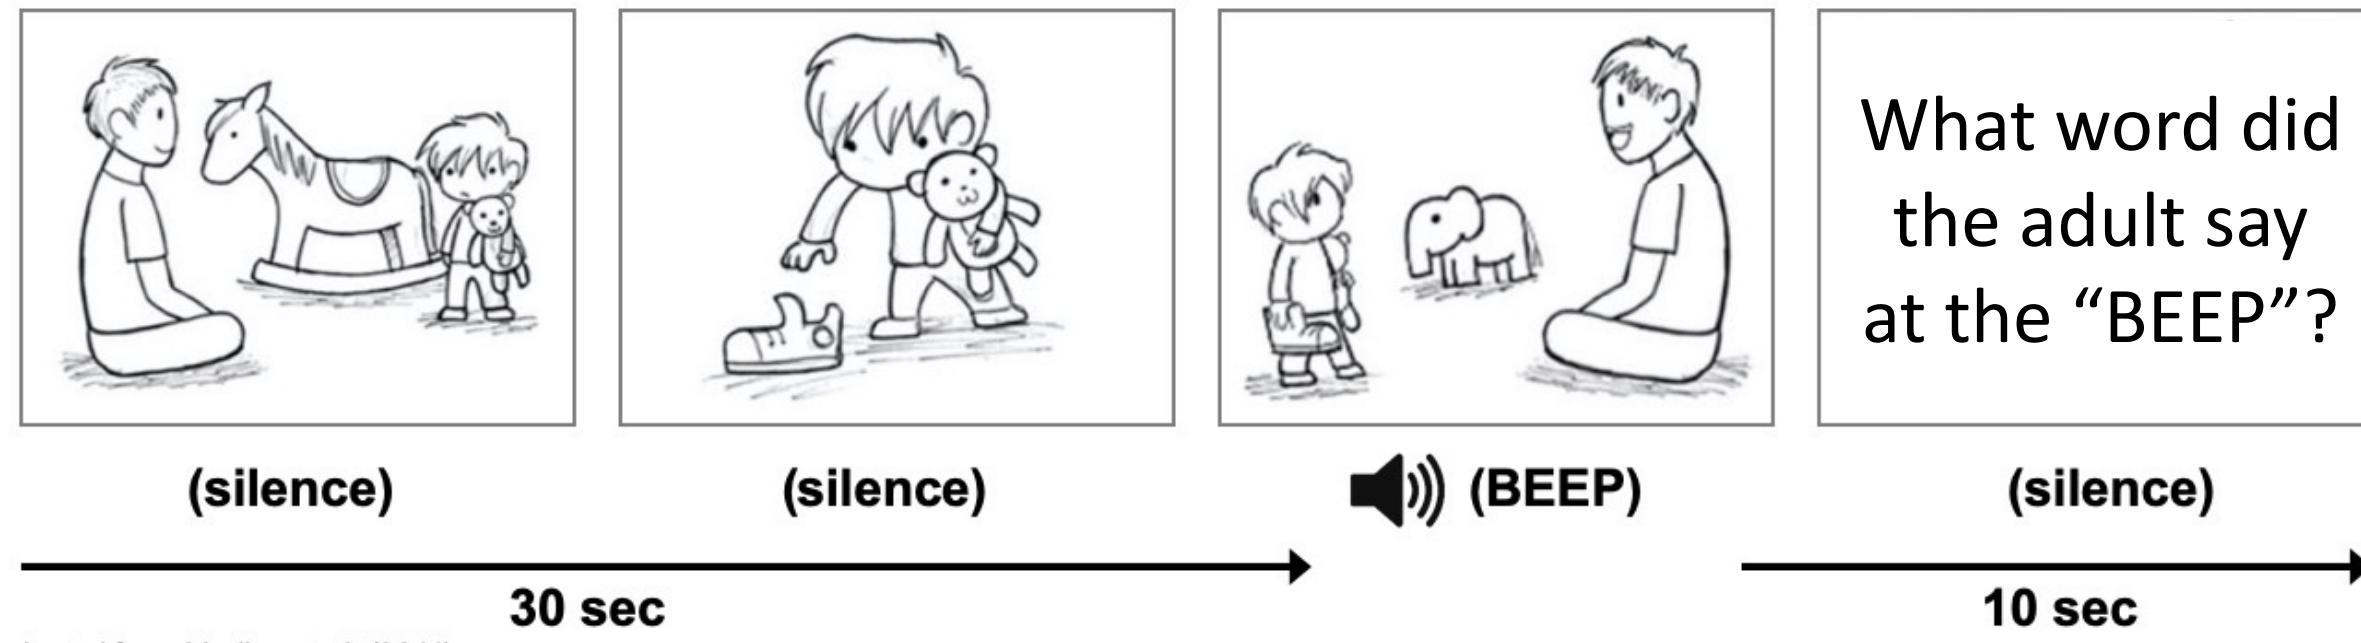 What word did
the adult say
at the “BEEP”?
(silence)
(silence)
(BEEP)
(silence)
30 sec
10 sec